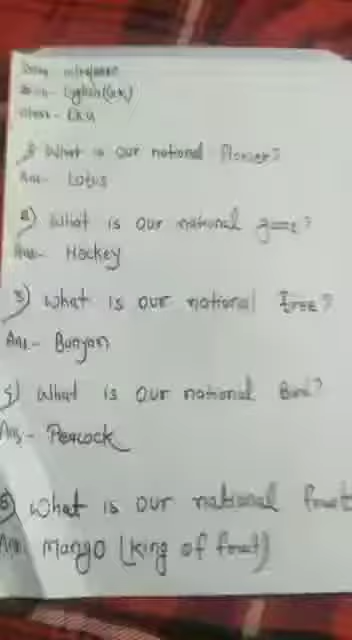 1) What is our national flower?
Ans- Lotus
2) What is our national game?
Ans- Hockey
3) What is our national tree?
Ans- Banyan
4) What is our national Bird?
Ans- Peacock
5) What is our national fruit
Ans- Mango (king of fruit)